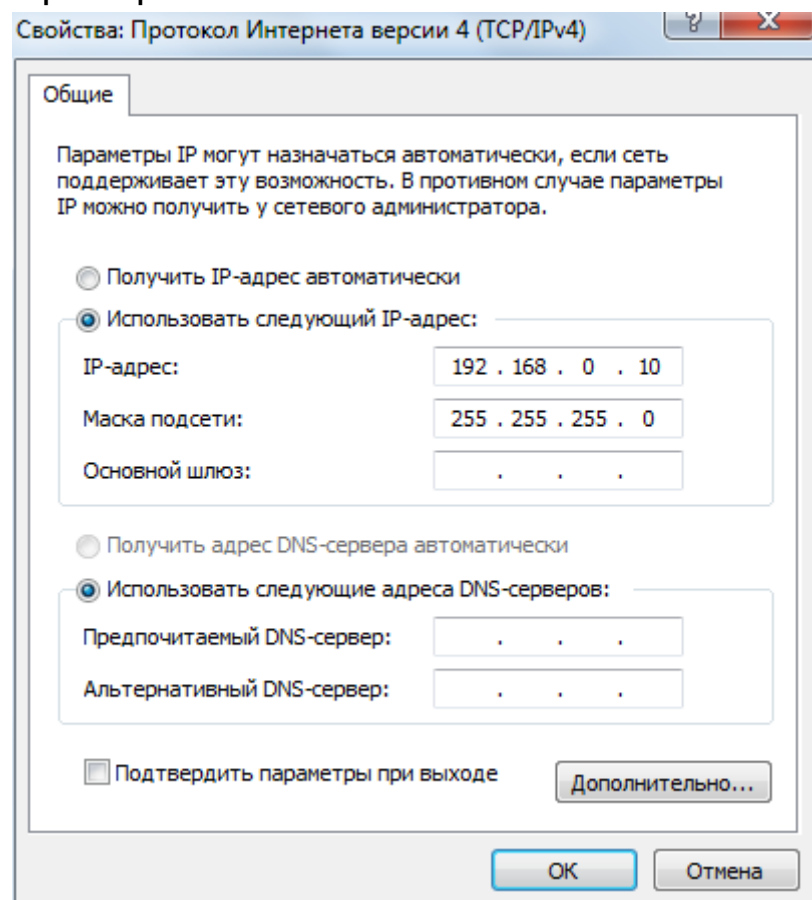 Свойства: Протокол Интернета версии 4 (TCP/IPv4)
Общие
Параметры IP могут назначаться автоматически, если сеть
поддерживает эту возможность. В противном случае параметры
IP можно получить у сетевого администратора.
Получить IP-адрес автоматически
Использовать следующий IP-адрес:
IP-адрес: 192 . 168 . 0 . 10
Маска подсети: 255 . 255 . 255 . 0
Основной шлюз: . . .
Получить адрес DNS-сервера автоматически
Использовать следующие адреса DNS-серверов:
Предпочитаемый DNS-сервер: . . .
Альтернативный DNS-сервер: . . .
Подтвердить параметры при выходе
Дополнительно...
ОК Отмена